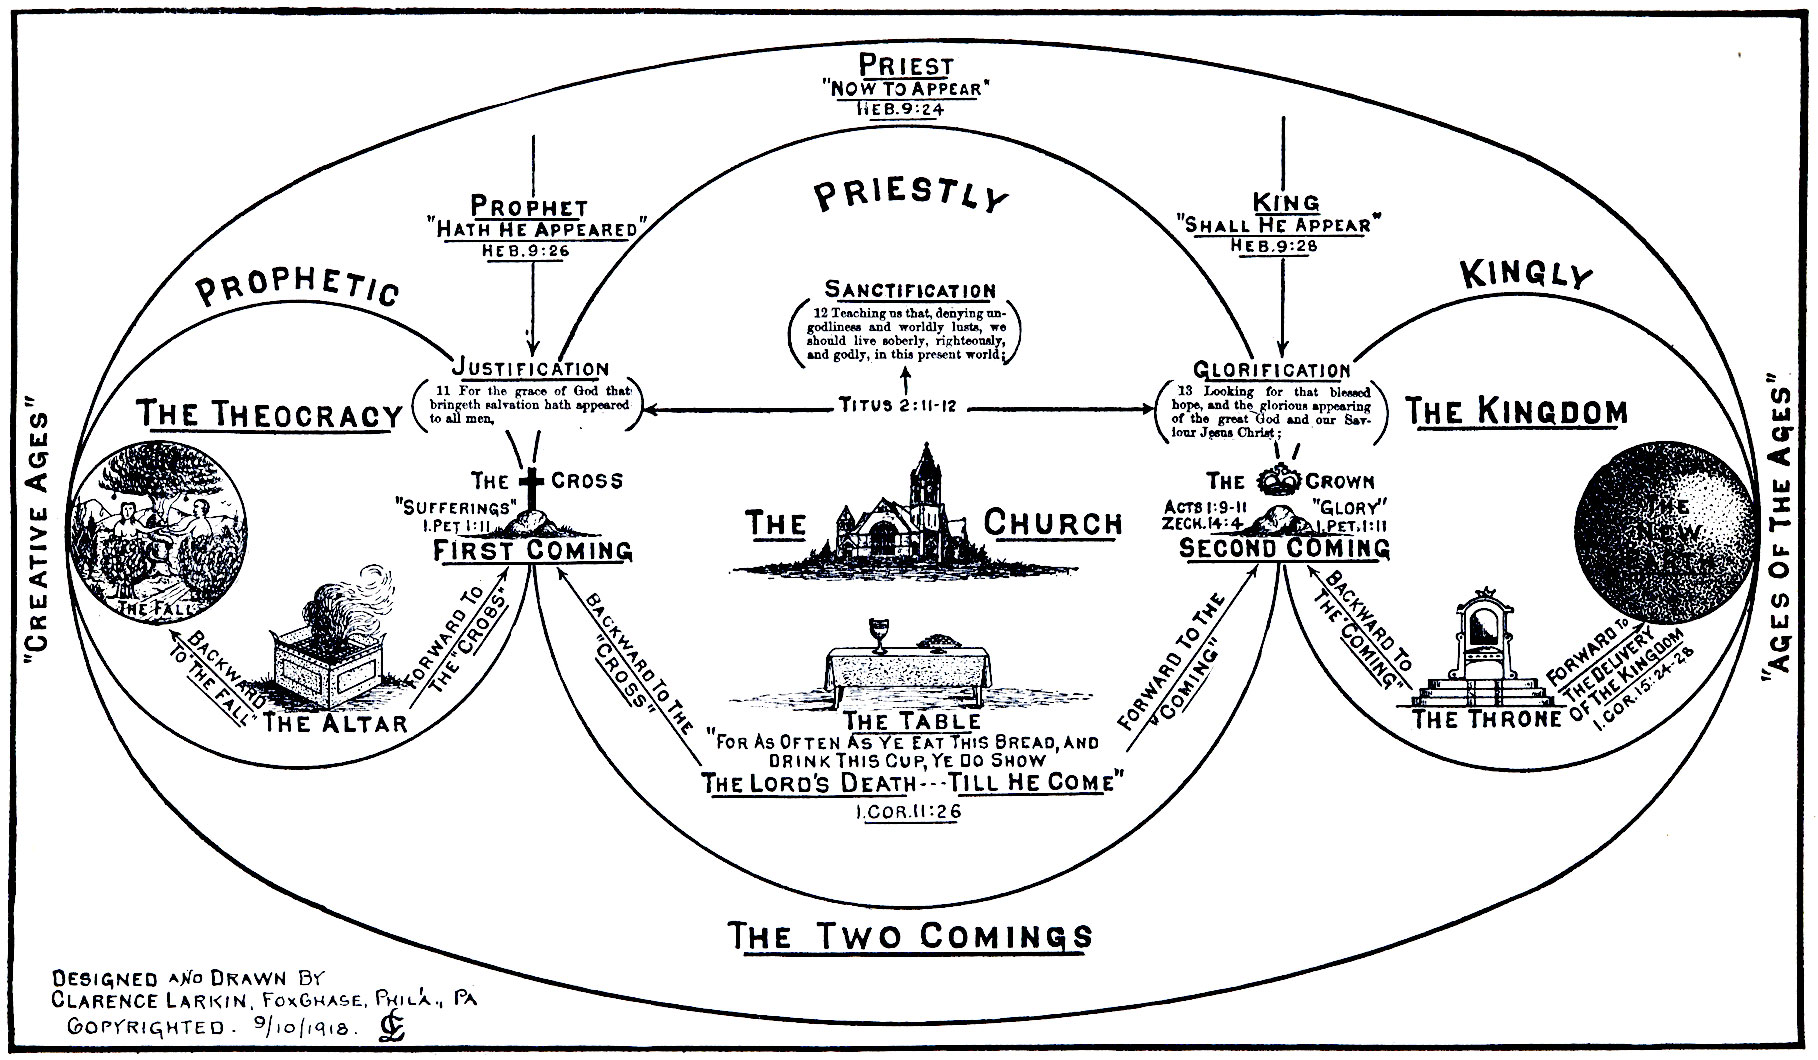 PRIEST
"NOW TO APPEAR"
HEB. 9:24
PROPHET
"HATH HE APPEARED"
HEB. 9:26
KING
"SHALL HE APPEAR"
HEB. 9:28
PROPHETIC
PRIESTLY
KINGLY
SANCTIFICATION
12 Teaching us that, denying un-
godliness and worldly lusts, we
should live soberly, righteously,
and godly, in this present world;
JUSTIFICATION
11 For the grace of God that
bringeth salvation hath appeared
to all men,
TITUS 2:11-12
GLORIFICATION
13 Looking for that blessed
hope, and the glorious appearing
of the great God and our Sav-
iour Jesus Christ;
"CREATIVE AGES"
THE THEOCRACY
THE KINGDOM
"AGES OF THE AGES"
THE CROSS
"SUFFERINGS"
1. PET. 1:11
FIRST COMING
THE CHURCH
THE CROWN
ACTS 1:9-11
ZECH. 14:4
"GLORY"
1. PET. 1:11
SECOND COMING
THE FALL
THE
NEW
EARTH
BACKWARD
TO "THE FALL"
THE ALTAR
FORWARD TO
THE "CROSS"
BACKWARD TO THE
"CROSS"
THE TABLE
"FOR AS OFTEN AS YE EAT THIS BREAD, AND
DRINK THIS CUP, YE DO SHOW
THE LORD'S DEATH---TILL HE COME"
1. COR. 11:26
FORWARD TO THE
"COMING"
BACKWARD TO
THE "COMING"
THE THRONE
FORWARD TO
THE DELIVERY
OF THE KINGDOM
1. COR. 15:24-28
THE TWO COMINGS
DESIGNED AND DRAWN BY
CLARENCE LARKIN, FOXCHASE, PHIL'A., PA
COPYRIGHTED. 9/10/1918. CL